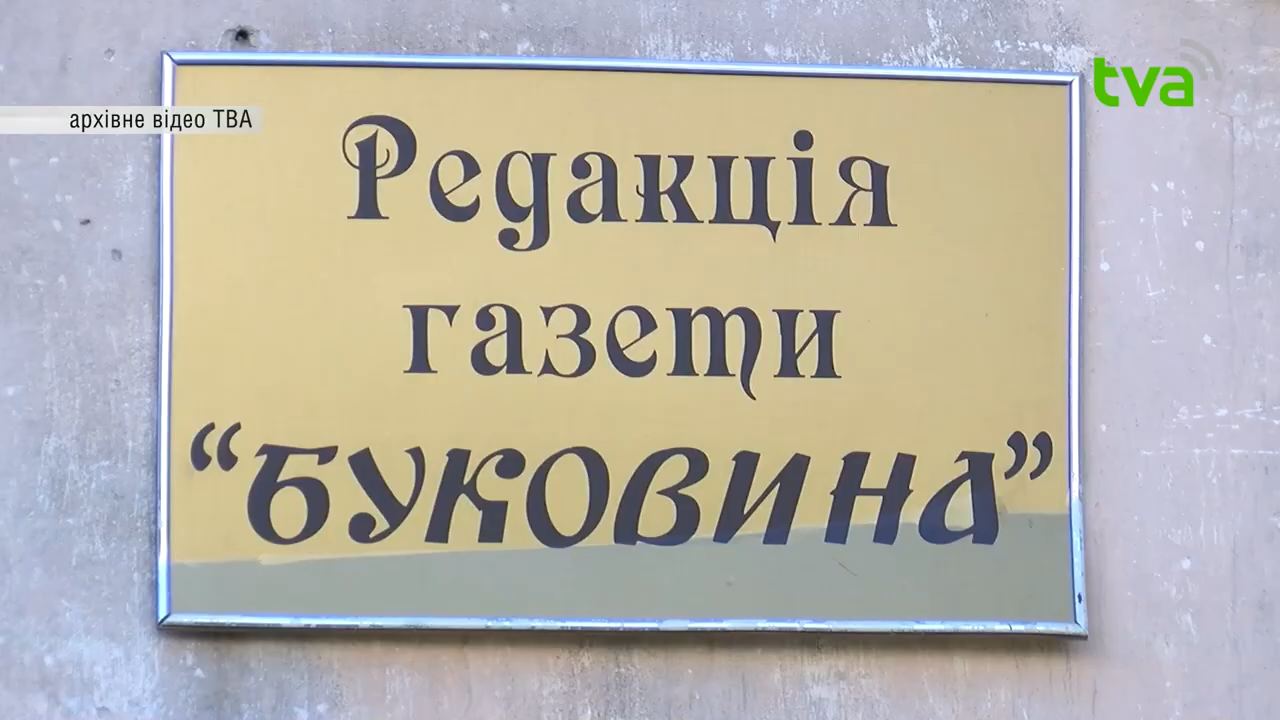 tva
архівне відео ТВА
Редакція
газети
“БУКОВИНА”